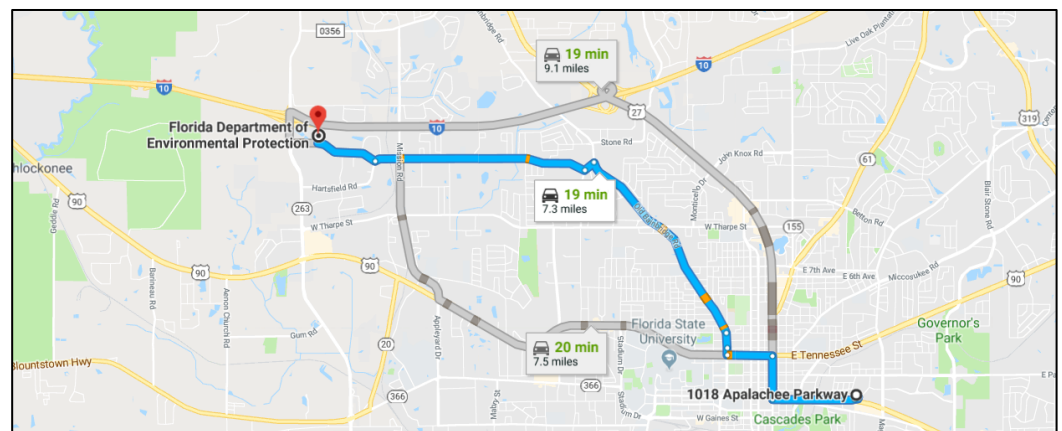 0356
nbridge Rd
Live Oak Plantation
19 min
9.1 miles
10
10
27
319
Florida Department of
Environmental Protection
10
Stone Rd
Mission Rd
John Knox Rd
61
hlockonee
90
Geddie Rd
Hartsfield Rd
263
W Tharpe St
19 min
7.3 miles
Monticello Dr
W Tharpe St
155
Betton Rd
Blair Stone Rd
90
Barineau Rd
Aenon Church Rd
90
E 7th Ave
E 6th Ave
Miccosukee Rd
90
Gum Rd
20
Appleyard Dr
20 min
7.5 miles
Florida State
University
Stadium Dr
E Tennessee St
Governor's
Park
Blountstown Hwy
366
366
Mabry St
Stadium Dr
1018 Apalachee Parkway
W Gaines St
Cascades Park